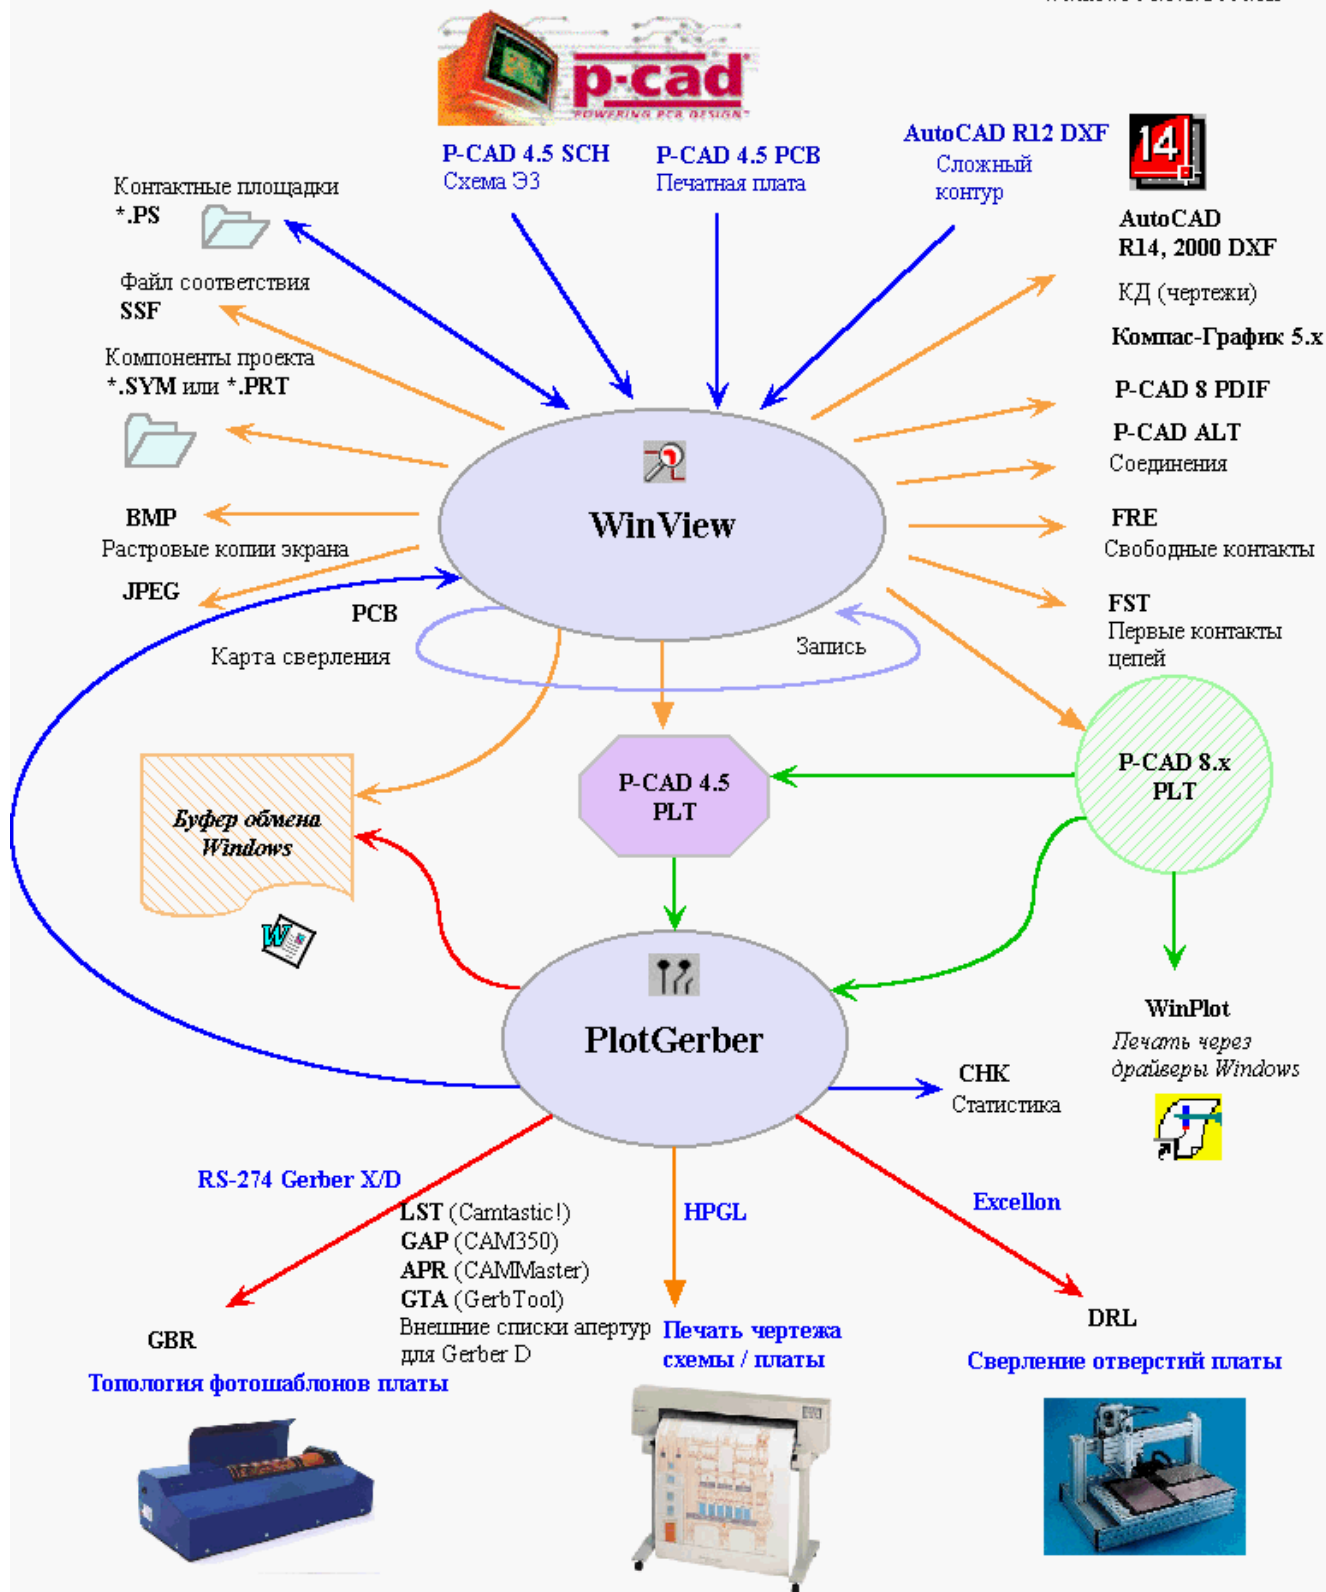 p-cad
POWERING PCB DESIGN
P-CAD 4.5 SCH
Схема Э3
P-CAD 4.5 PCB
Печатная плата
AutoCAD R12 DXF
Сложный
контур
14
AutoCAD
R14, 2000 DXF
КД (чертежи)
Компас-График 5.x
Контактные площадки
*.PS
Файл соответствия
SSF
Компоненты проекта
*.SYM или *.PRT
P-CAD 8 PDIF
P-CAD ALT
Соединения
BMP
Растровые копии экрана
JPEG
WinView
FRE
Свободные контакты
FST
Первые контакты
цепей
PCB
Карта сверления
Запись
Буфер обмена
Windows
W
P-CAD 4.5
PLT
P-CAD 8.x
PLT
PlotGerber
WinPlot
Печать через
драйверы Windows
CHK
Статистика
RS-274 Gerber X/D
LST (Camtastic!)
GAP (CAM350)
APR (CAMMaster)
GTA (GerbTool)
Внешние списки апертур
для Gerber D
HPGL
Excellon
GBR
Топология фотошаблонов платы
Печать чертежа
схемы / платы
DRL
Сверление отверстий платы